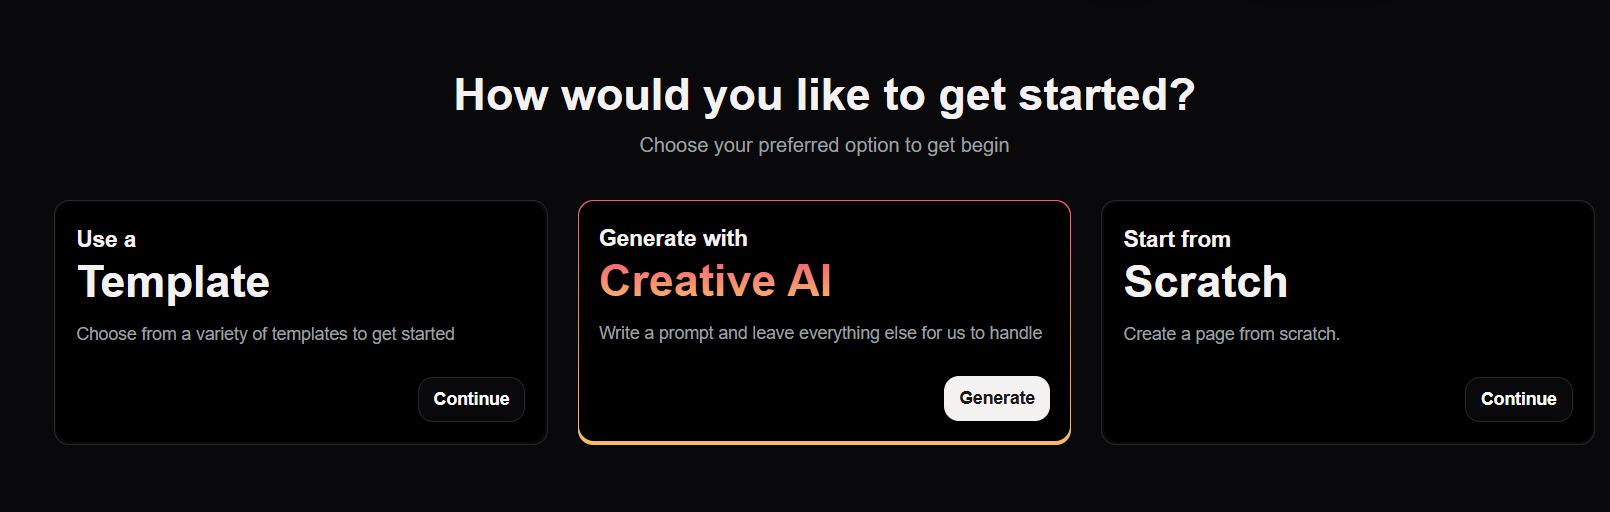 How would you like to get started?
Choose your preferred option to get begin
Use a
Template
Choose from a variety of templates to get started
Continue
Generate with
Creative AI
Write a prompt and leave everything else for us to handle
Generate
Start from
Scratch
Create a page from scratch.
Continue